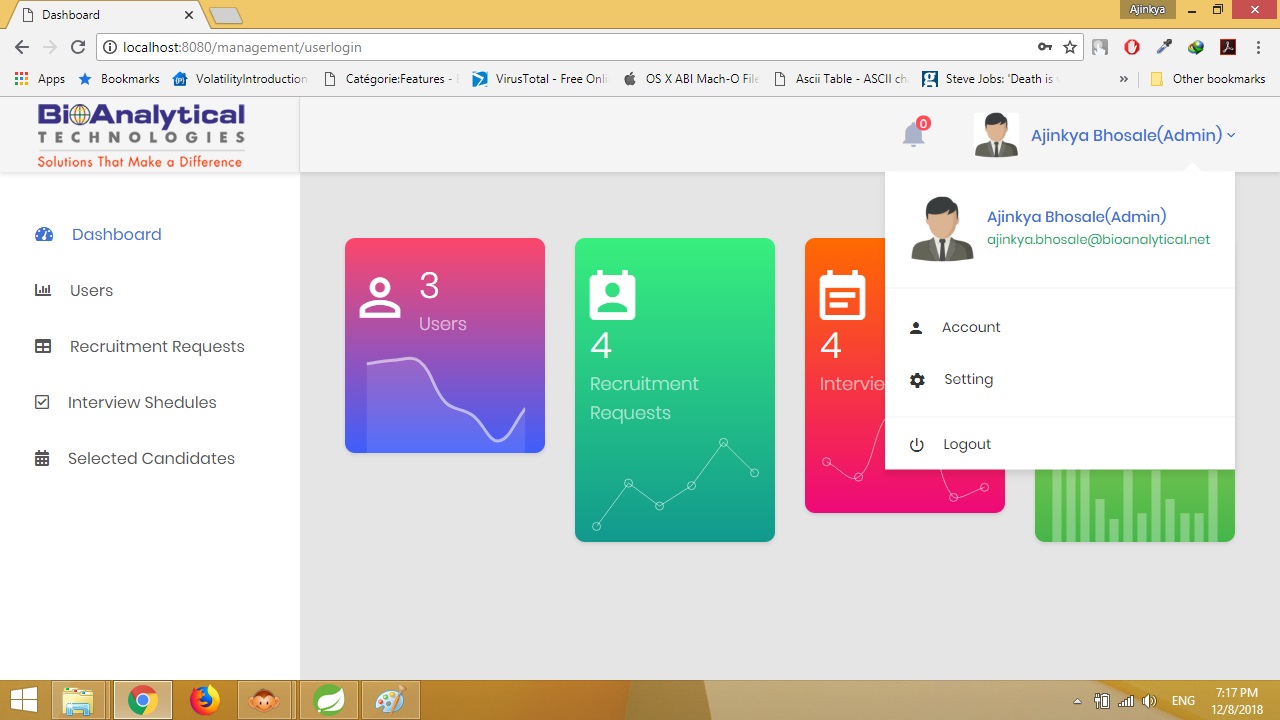 Dashboard
Ajinkya
localhost:8080/management/userlogin
Apps
Bookmarks
VolatilityIntroduction
Catégorie:Features -
VirusTotal - Free Onli
OS X ABI Mach-O File
Ascii Table - ASCII ch
Steve Jobs: 'Death is
»
Other bookmarks
BioAnalytical
TECHNOLOGIES
Solutions That Make a Difference
0
Ajinkya Bhosale(Admin)
Dashboard
Users
Recruitment Requests
Interview Shedules
Selected Candidates
3
Users
4
Recruitment
Requests
4
Intervie
Ajinkya Bhosale(Admin)
ajinkya.bhosale@bioanalytical.net
Account
Setting
Logout
ENG
7:17 PM
12/8/2018